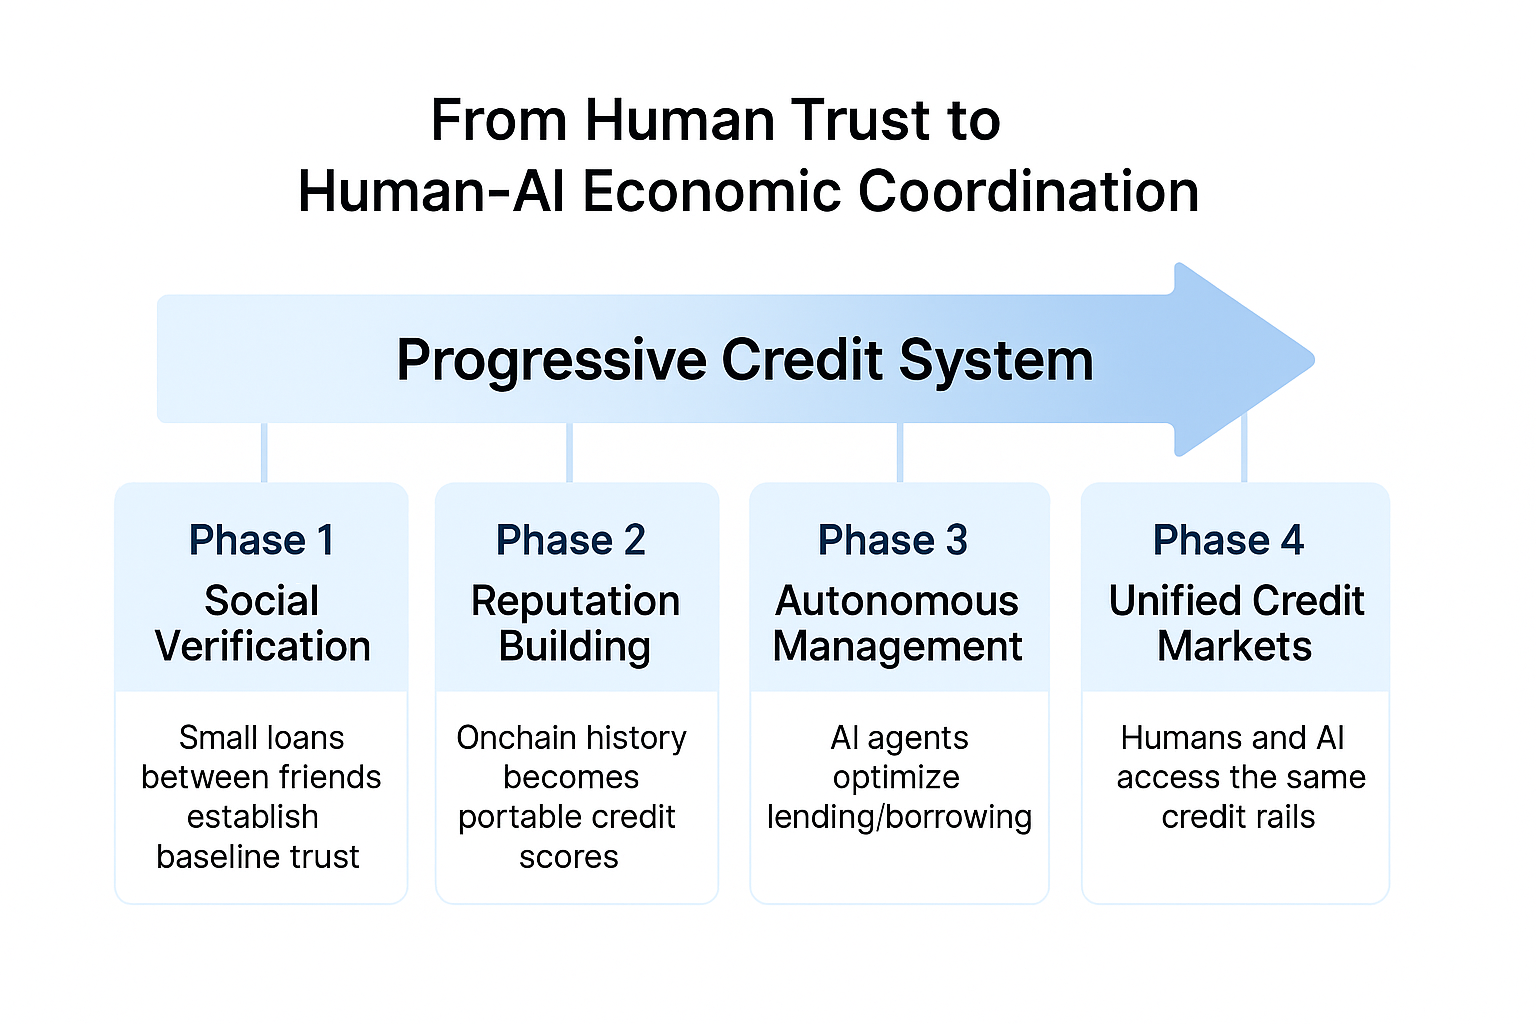 From Human Trust to
Human-AI Economic Coordination
Progressive Credit System
Phase 1
Social
Verification
Small loans
between friends
establish
baseline trust
Phase 2
Reputation
Building
Onchain history
becomes
portable credit
scores
Phase 3
Autonomous
Management
AI agents
optimize
lending/borrowing
Phase 4
Unified Credit
Markets
Humans and AI
access the same
credit rails